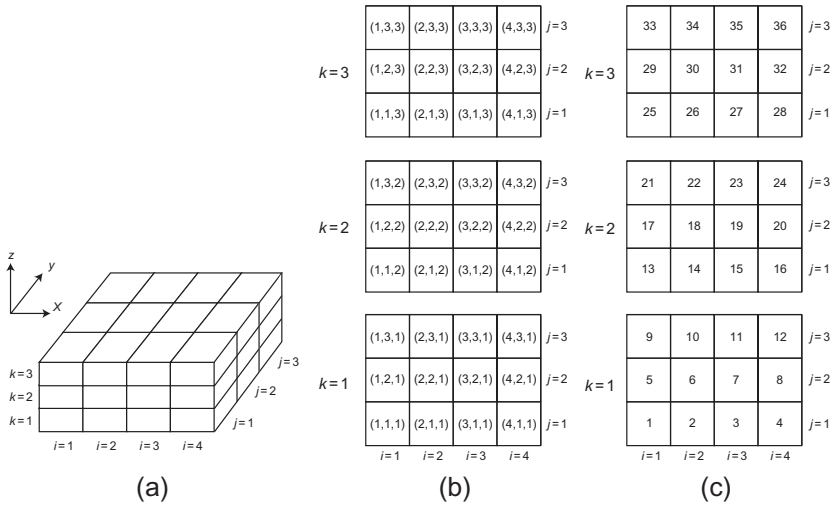 z
y
X
k=3
k=2
k=1
j=3
j=2
j=1
i=1 i=2 i=3 i=4
(a)
(1,3,3) (2,3,3) (3,3,3) (4,3,3) j=3
k=3 (1,2,3) (2,2,3) (3,2,3) (4,2,3) j=2
(1,1,3) (2,1,3) (3,1,3) (4,1,3) j=1
(1,3,2) (2,3,2) (3,3,2) (4,3,2) j=3
k=2 (1,2,2) (2,2,2) (3,2,2) (4,2,2) j=2
(1,1,2) (2,1,2) (3,1,2) (4,1,2) j=1
(1,3,1) (2,3,1) (3,3,1) (4,3,1) j=3
k=1 (1,2,1) (2,2,1) (3,2,1) (4,2,1) j=2
(1,1,1) (2,1,1) (3,1,1) (4,1,1) j=1
i=1 i=2 i=3 i=4
(b)
33 34 35 36 j=3
k=3 29 30 31 32 j=2
25 26 27 28 j=1
21 22 23 24 j=3
k=2 17 18 19 20 j=2
13 14 15 16 j=1
9 10 11 12 j=3
k=1 5 6 7 8 j=2
1 2 3 4 j=1
i=1 i=2 i=3 i=4
(c)